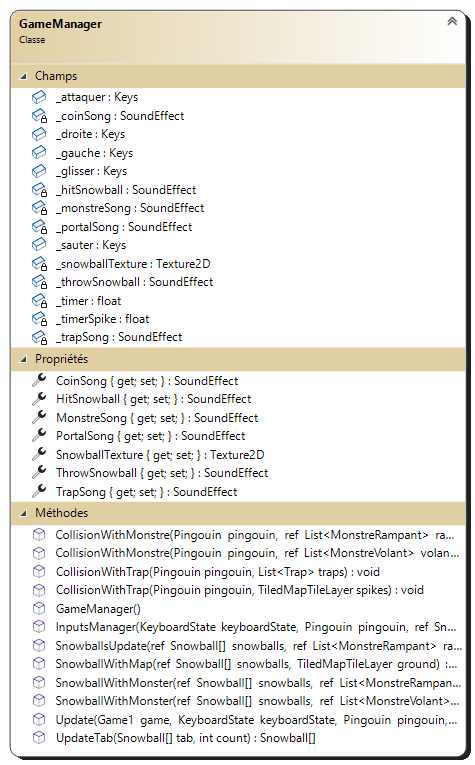 GameManager
Classe
Champs
_attaquer : Keys
_coinSong : SoundEffect
_droite : Keys
_gauche : Keys
_glisser : Keys
_hitSnowball : SoundEffect
_monstreSong : SoundEffect
_portalSong : SoundEffect
_sauter : Keys
_snowballTexture : Texture2D
_throwSnowball : SoundEffect
_timer : float
_timerSpike : float
_trapSong : SoundEffect
Propriétés
CoinSong { get; set; } : SoundEffect
HitSnowball { get; set; } : SoundEffect
MonstreSong { get; set; } : SoundEffect
PortalSong { get; set; } : SoundEffect
SnowballTexture { get; set; } : Texture2D
ThrowSnowball { get; set; } : SoundEffect
TrapSong { get; set; } : SoundEffect
Méthodes
CollisionWithMonstre(Pingouin pingouin, ref List<MonstreRampant> ra...
CollisionWithMonstre(Pingouin pingouin, ref List<MonstreVolant> volan...
CollisionWithTrap(Pingouin pingouin, List<Trap> traps) : void
CollisionWithTrap(Pingouin pingouin, TiledMapTileLayer spikes) : void
GameManager()
InputsManager(KeyboardState keyboardState, Pingouin pingouin, ref Sn...
SnowballsUpdate(ref Snowball[] snowballs, ref List<MonstreRampant> ra...
SnowballWithMap(ref Snowball[] snowballs, TiledMapTileLayer ground) :...
SnowballWithMonster(ref Snowball[] snowballs, ref List<MonstreRampan...
SnowballWithMonster(ref Snowball[] snowballs, ref List<MonstreVolant>...
Update(Game1 game, KeyboardState keyboardState, Pingouin pingouin,...
UpdateTab(Snowball[] tab, int count) : Snowball[]